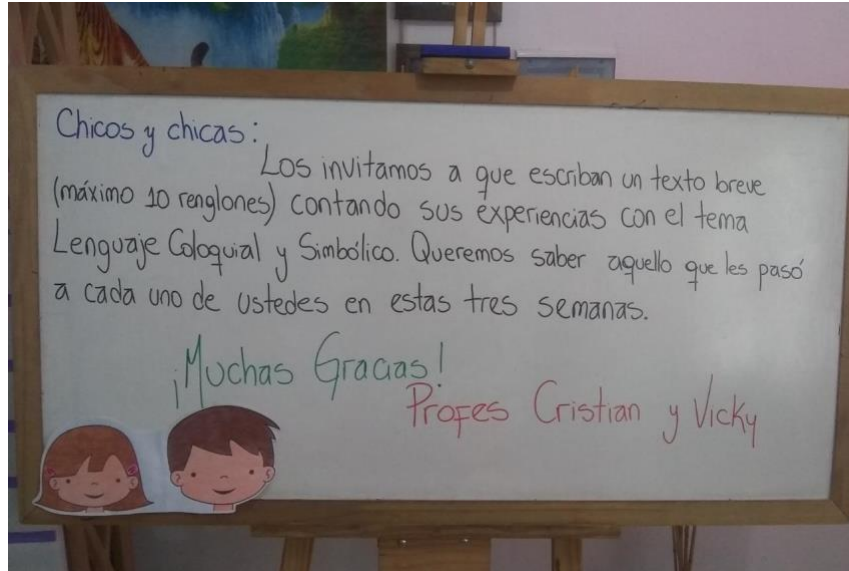 Chicos y chicas:
Los invitamos a que escriban un texto breve
(máximo 10 renglones) contando sus experiencias con el tema
Lenguaje Coloquial y Simbólico. Queremos saber aquello que les pasó
a cada uno de ustedes en estas tres semanas.
¡Muchas Gracias!
Profes Cristian y Vicky